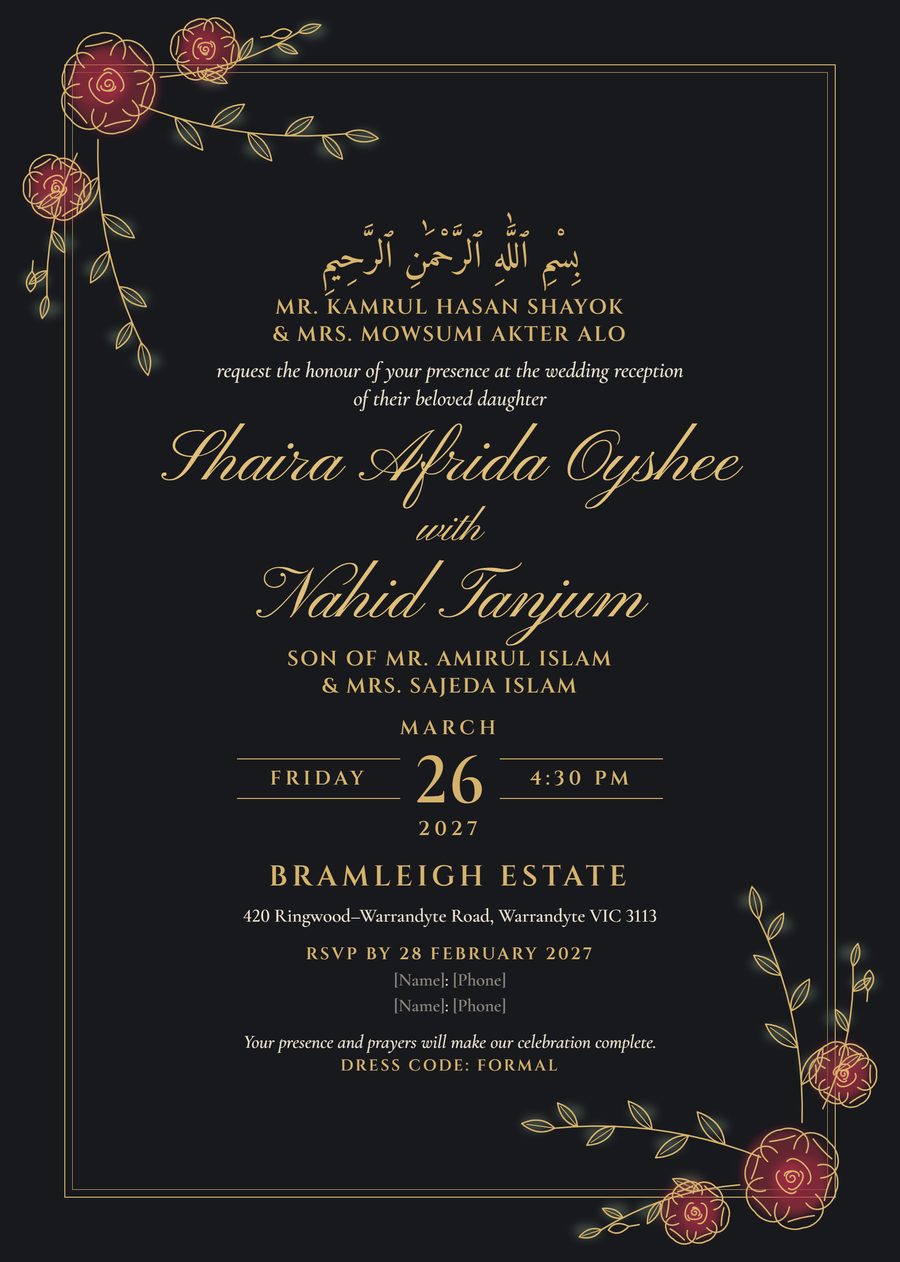 بِسْمِ ٱللَّٰهِ ٱلرَّحْمَٰنِ ٱلرَّحِيمِ
MR. KAMRUL HASAN SHAYOK
& MRS. MOWSUMI AKTER ALO
request the honour of your presence at the wedding reception
of their beloved daughter
Shaira Afrida Oyshee
with
Nahid Tanjum
SON OF MR. AMIRUL ISLAM
& MRS. SAJEDA ISLAM
MARCH
FRIDAY 26 4:30 PM
2027
BRAMLEIGH ESTATE
420 Ringwood–Warrandyte Road, Warrandyte VIC 3113
RSVP BY 28 FEBRUARY 2027
[Name]: [Phone]
[Name]: [Phone]
Your presence and prayers will make our celebration complete.
DRESS CODE: FORMAL